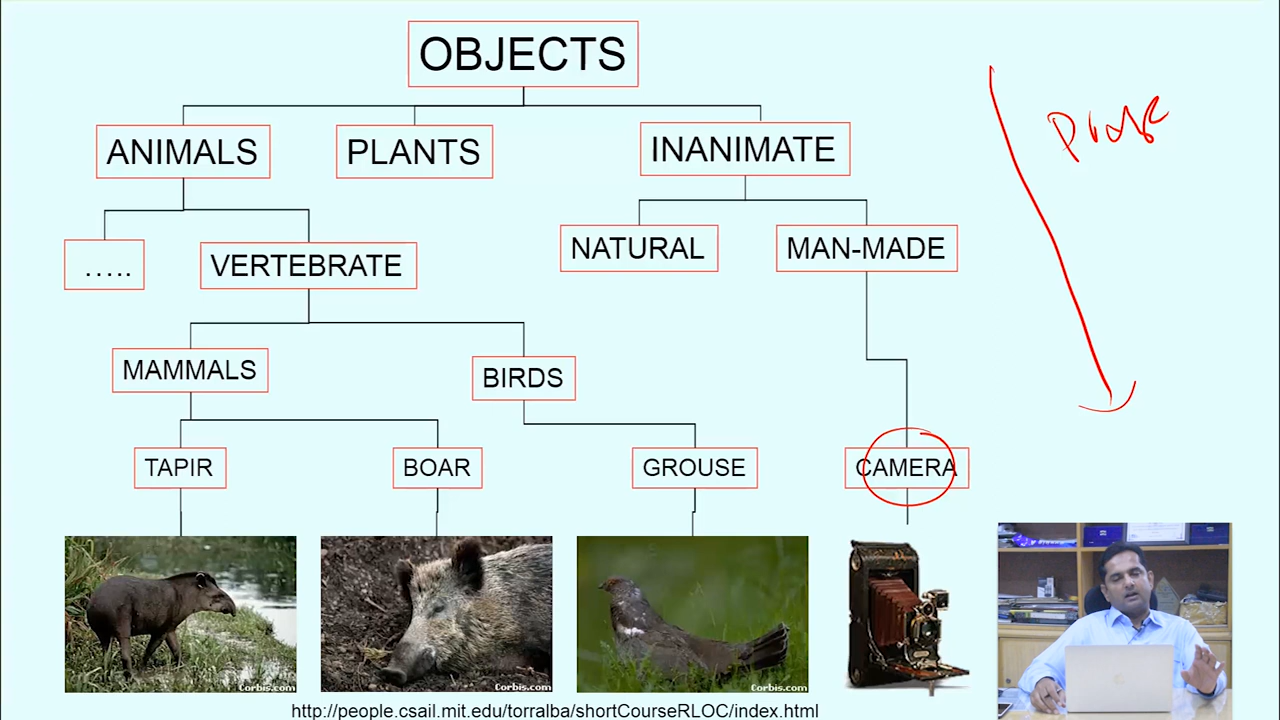 OBJECTS
ANIMALS
PLANTS
INANIMATE
…..
VERTEBRATE
NATURAL
MAN-MADE
MAMMALS
BIRDS
TAPIR
BOAR
GROUSE
CAMERA
Corbis.com
Corbis.com
Corbis.com
http://people.csail.mit.edu/torralba/shortCourseRLOC/index.html